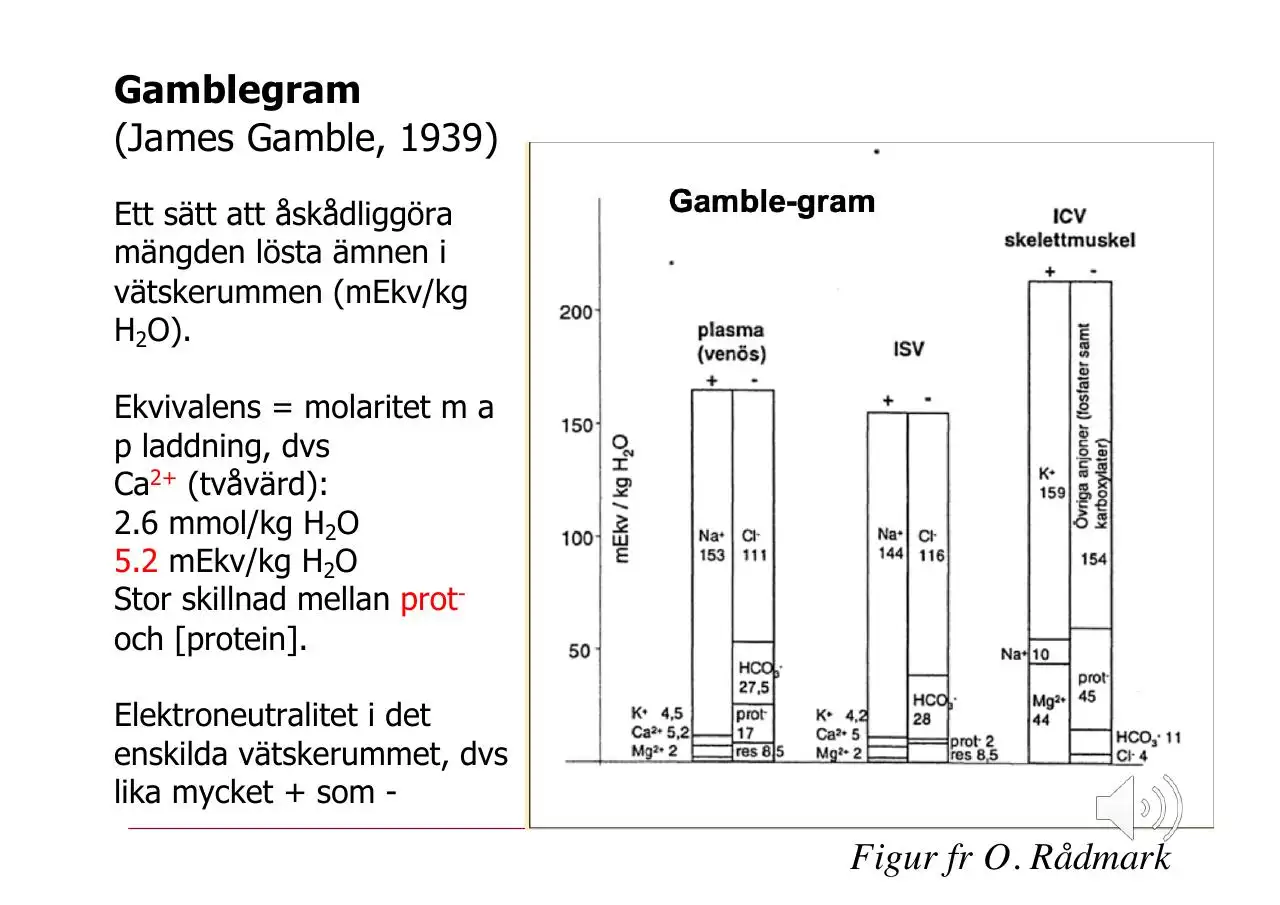 Gamblegram
(James Gamble, 1939)
Ett sätt att åskådliggöra
mängden lösta ämnen i
vätskerummen (mEkv/kg
H₂O).
Ekvivalens = molaritet m a
p laddning, dvs
Ca²⁺ (tvåvärd):
2.6 mmol/kg H₂O
5.2 mEkv/kg H₂O
Stor skillnad mellan prot⁻
och [protein].
Elektroneutralitet i det
enskilda vätskerummet, dvs
lika mycket + som -
Gamble-gram
mEkv / kg H₂O
200
150
100
50
plasma
(venös)
+ -
Na⁺
153
Cl⁻
111
HCO₃⁻
27,5
prot⁻
17
res 8,5
K⁺ 4,5
Ca²⁺ 5,2
Mg²⁺ 2
ISV
+ -
Na⁺
144
Cl⁻
116
HCO₃⁻
28
prot⁻ 2
res 8,5
K⁺ 4,2
Ca²⁺ 5
Mg²⁺ 2
ICV
skelettmuskel
+ -
K⁺
159
Na⁺ 10
Mg²⁺
44
Övriga anjoner (fosfater samt
karboxylater)
154
prot⁻
45
HCO₃⁻ 11
Cl⁻ 4
Figur fr O. Rådmark